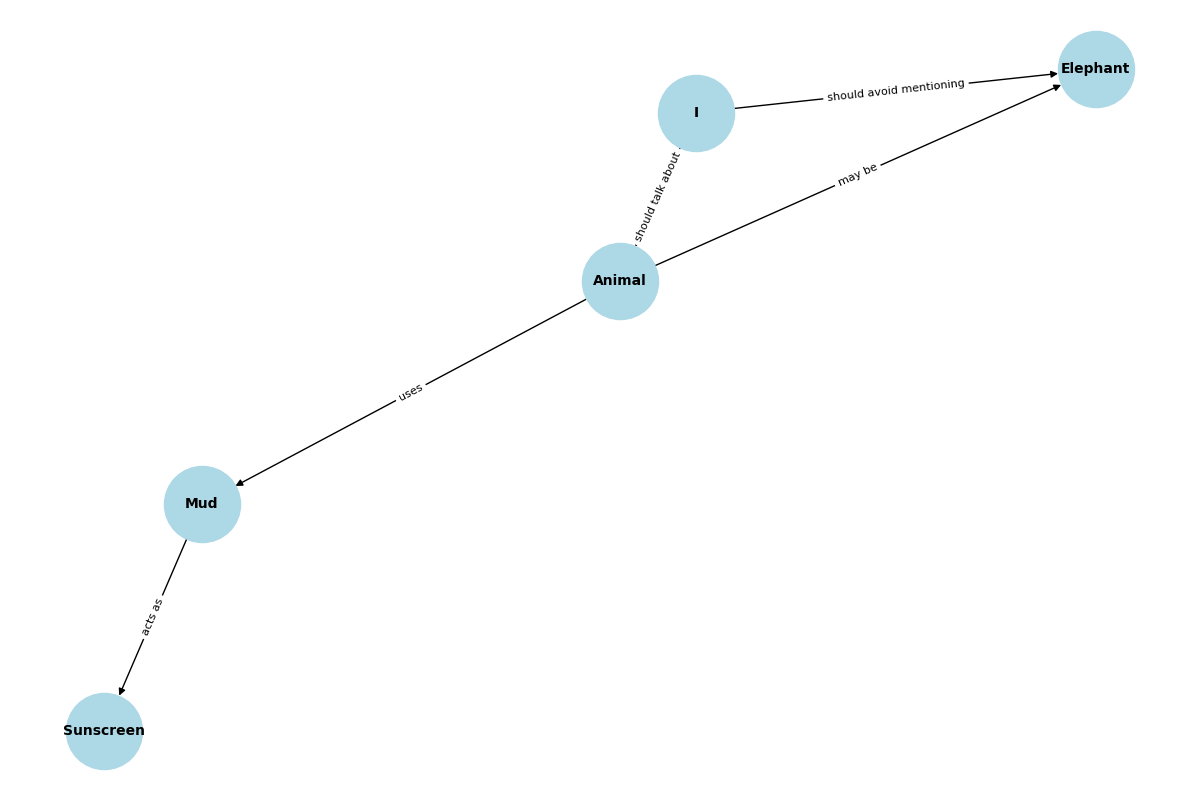 Elephant
should avoid mentioning
I
may be
should talk about
Animal
uses
Mud
acts as
Sunscreen